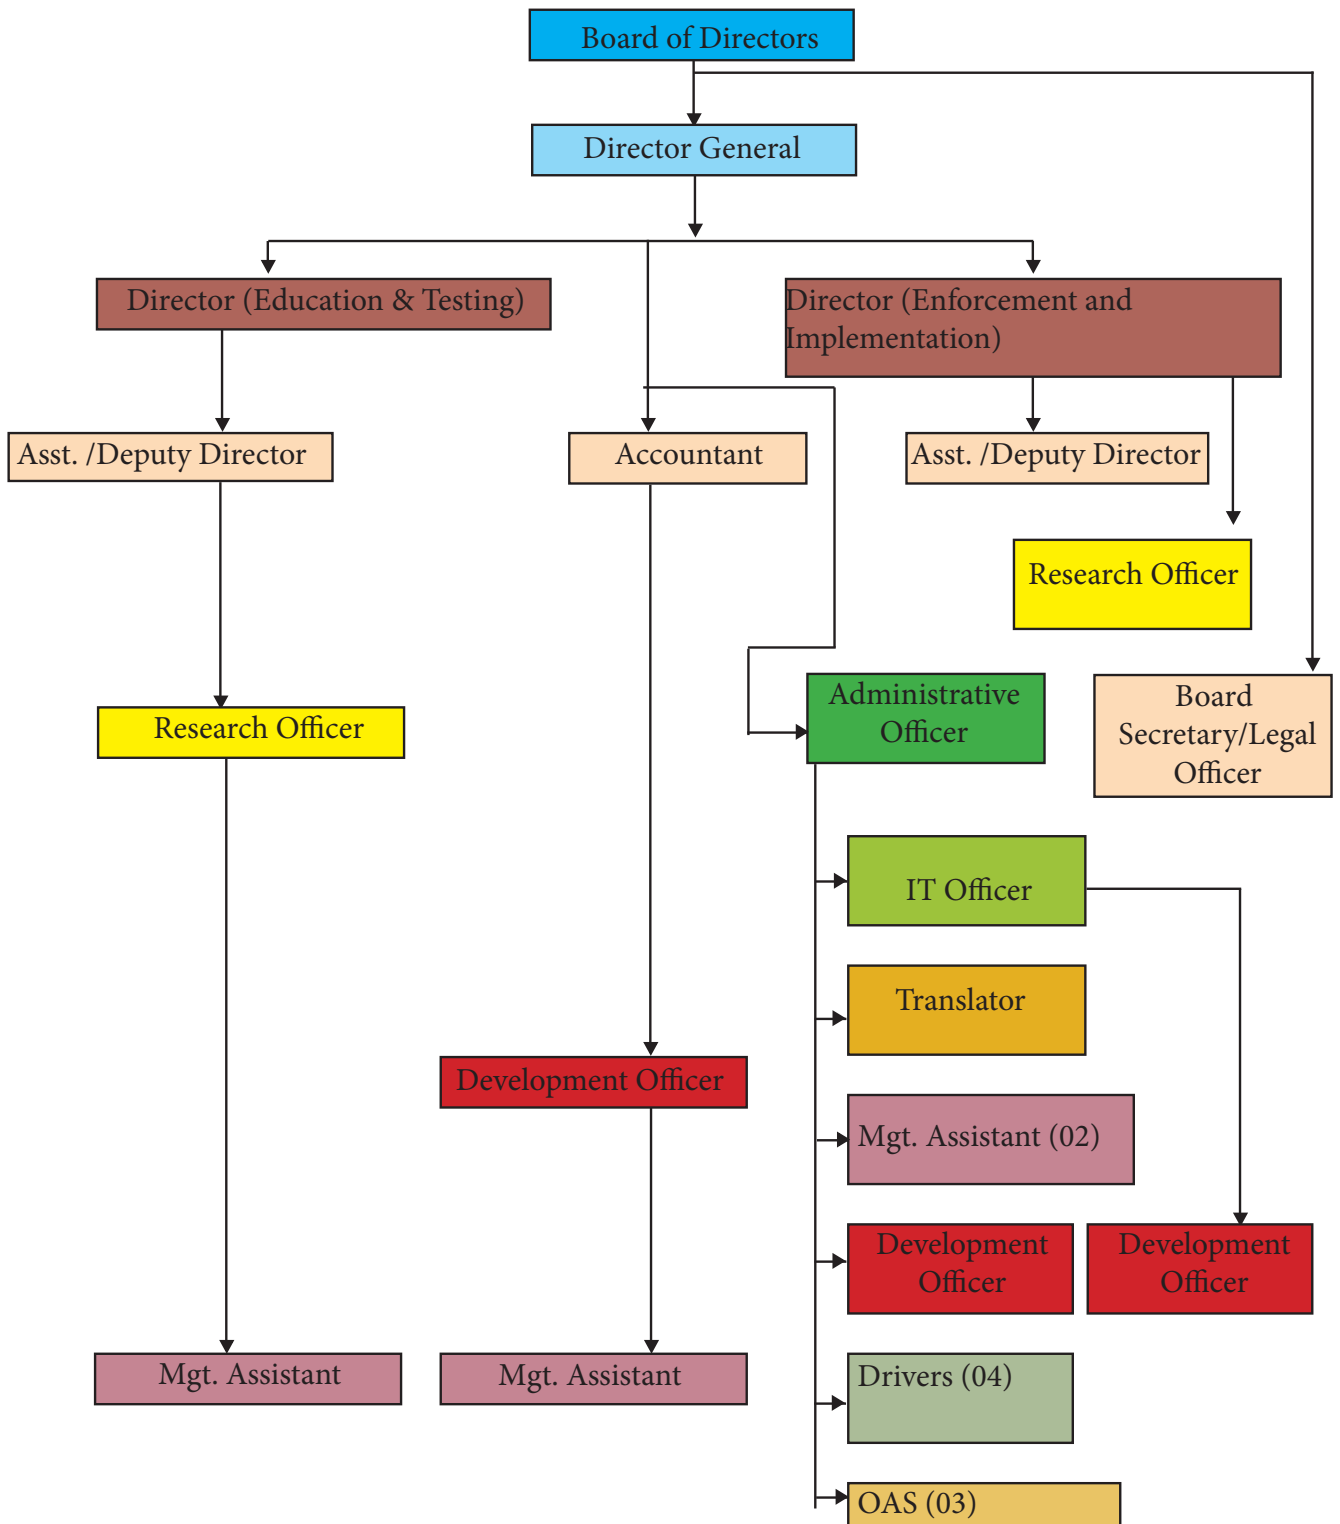 Board of Directors
Director General
Director (Education & Testing)
Director (Enforcement and
Implementation)
Asst. /Deputy Director
Accountant
Asst. /Deputy Director
Research Officer
Administrative
Officer
Board
Secretary/Legal
Officer
Research Officer
IT Officer
Translator
Development Officer
Mgt. Assistant (02)
Development
Officer
Development
Officer
Mgt. Assistant
Mgt. Assistant
Drivers (04)
OAS (03)